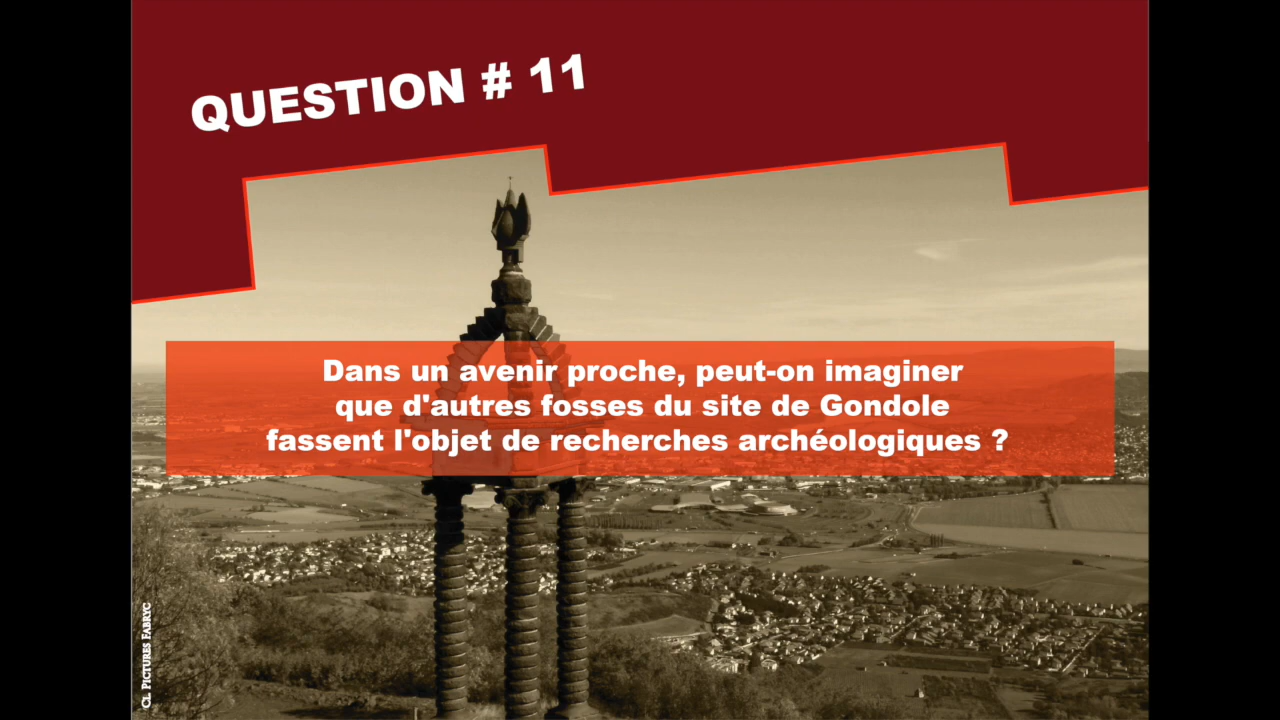 QUESTION # 11
Dans un avenir proche, peut-on imaginer
que d'autres fosses du site de Gondole
fassent l'objet de recherches archéologiques ?
CL. PICTURES FABRYC